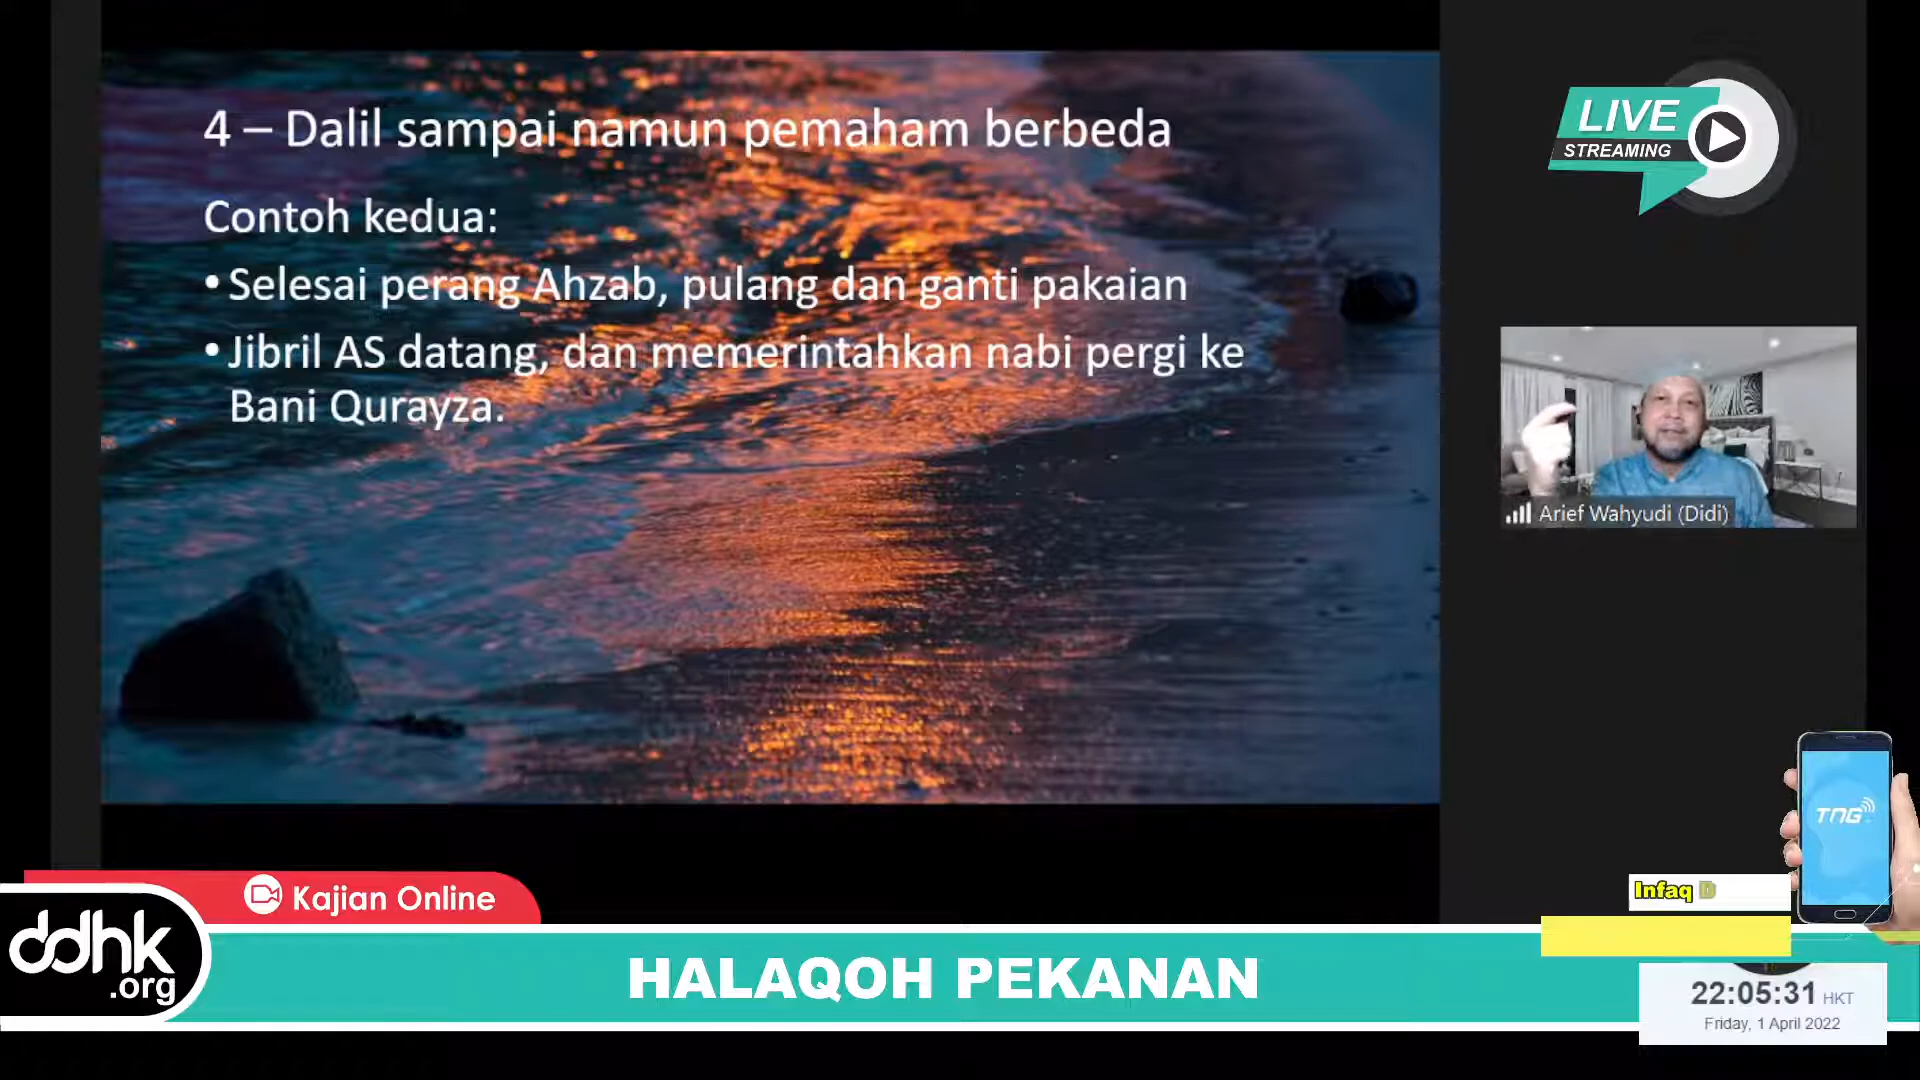 4 – Dalil sampai namun pemaham berbeda
Contoh kedua:
• Selesai perang Ahzab, pulang dan ganti pakaian
• Jibril AS datang, dan memerintahkan nabi pergi ke
Bani Qurayza.
LIVE
STREAMING
Arief Wahyudi (Didi)
TNG
Infaq D
Kajian Online
ddhk
.org
HALAQOH PEKANAN
22:05:31 HKT
Friday, 1 April 2022